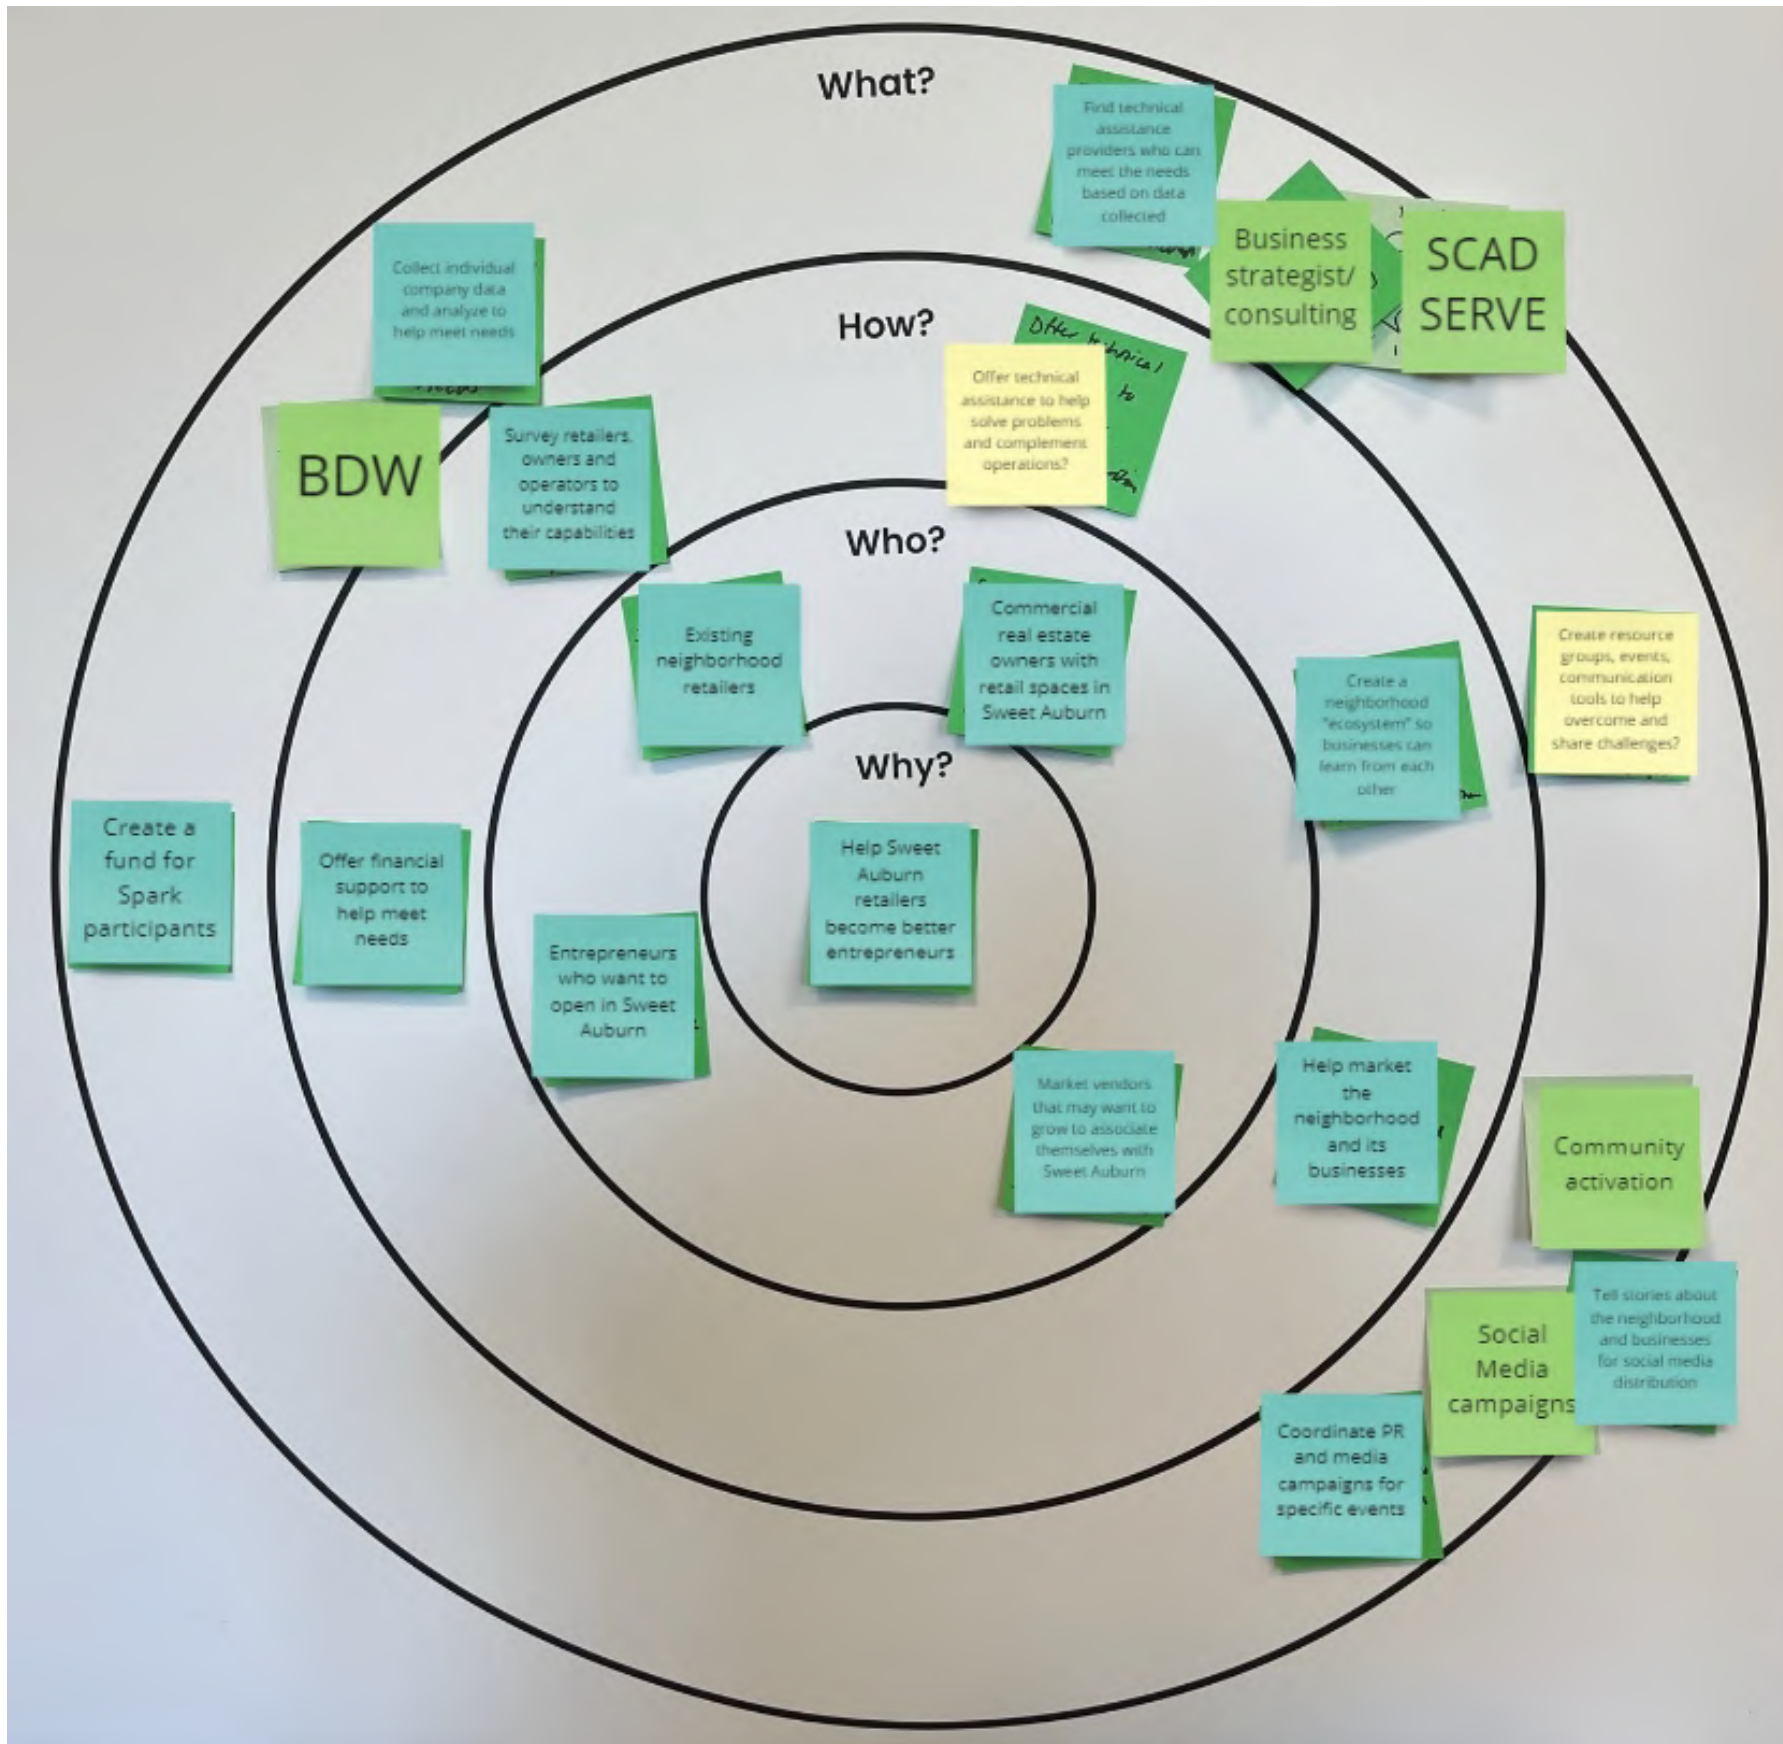 What?
Find technical
assistance
providers who can
meet the needs
based on data
collected
Business
strategist/
consulting
SCAD
SERVE
Collect individual
company data
and analyze to
help meet needs
BDW
Survey retailers,
owners and
operators to
understand
their capabilities
How?
Offer technical
to
Offer technical
assistance to help
solve problems
and complement
operations?
Who?
Existing
neighborhood
retailers
Commercial
real estate
owners with
retail spaces in
Sweet Auburn
Create a
neighborhood
"ecosystem" so
businesses can
learn from each
other
Create resource
groups, events,
communication
tools to help
overcome and
share challenges?
Why?
Help Sweet
Auburn
retailers
become better
entrepreneurs
Create a
fund for
Spark
participants
Offer financial
support to
help meet
needs
Entrepreneurs
who want to
open in Sweet
Auburn
Market vendors
that may want to
grow to associate
themselves with
Sweet Auburn
Help market
the
neighborhood
and its
businesses
Community
activation
Social
Media
campaigns
Tell stories about
the neighborhood
and businesses
for social media
distribution
Coordinate PR
and media
campaigns for
specific events